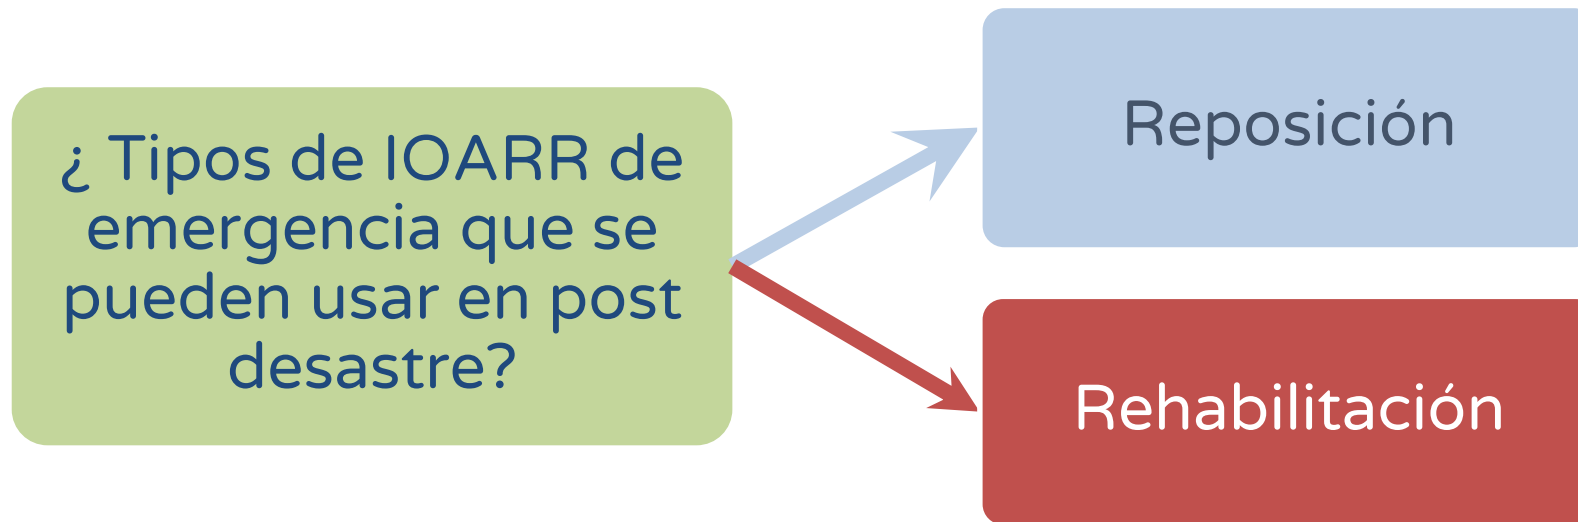 ¿ Tipos de IOARR de
emergencia que se
pueden usar en post
desastre?
Reposición
Rehabilitación